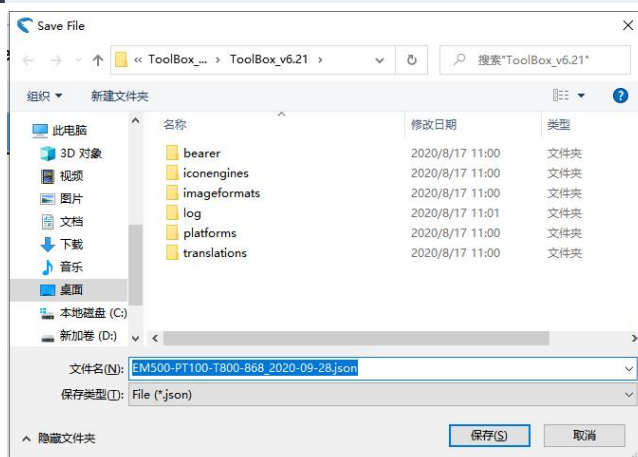 Save File
« ToolBox_... › ToolBox_v6.21 ›
搜索"ToolBox_v6.21"
组织 新建文件夹
名称 修改日期 类型
此电脑
3D 对象
视频
图片
文档
下载
音乐
桌面
本地磁盘 (C:)
新加卷 (D:)
bearer 2020/8/17 11:00 文件夹
iconengines 2020/8/17 11:00 文件夹
imageformats 2020/8/17 11:00 文件夹
log 2020/8/17 11:01 文件夹
platforms 2020/8/17 11:00 文件夹
translations 2020/8/17 11:00 文件夹
文件名(N): EM500-PT100-T800-868_2020-09-28.json
保存类型(T): File (*.json)
隐藏文件夹 保存(S) 取消